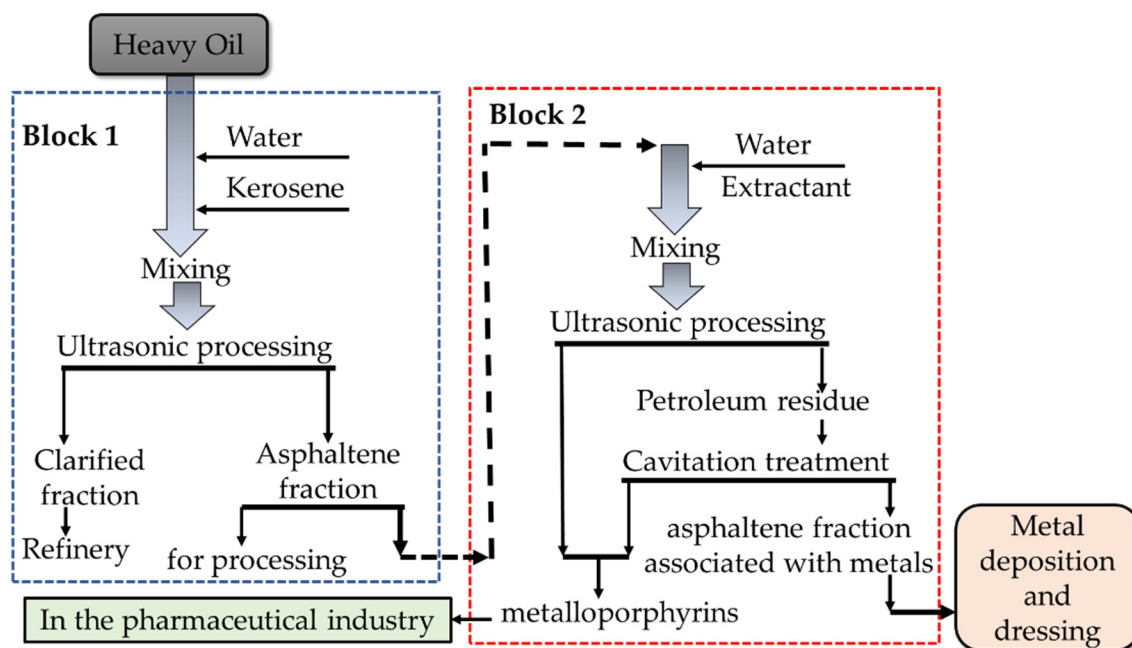 Heavy Oil
Block 1
Water
Kerosene
Mixing
Ultrasonic processing
Clarified
fraction
Refinery
Asphaltene
fraction
for processing
Block 2
Water
Extractant
Mixing
Ultrasonic processing
Petroleum residue
Cavitation treatment
asphaltene fraction
associated with metals
metalloporphyrins
In the pharmaceutical industry
Metal
deposition
and
dressing